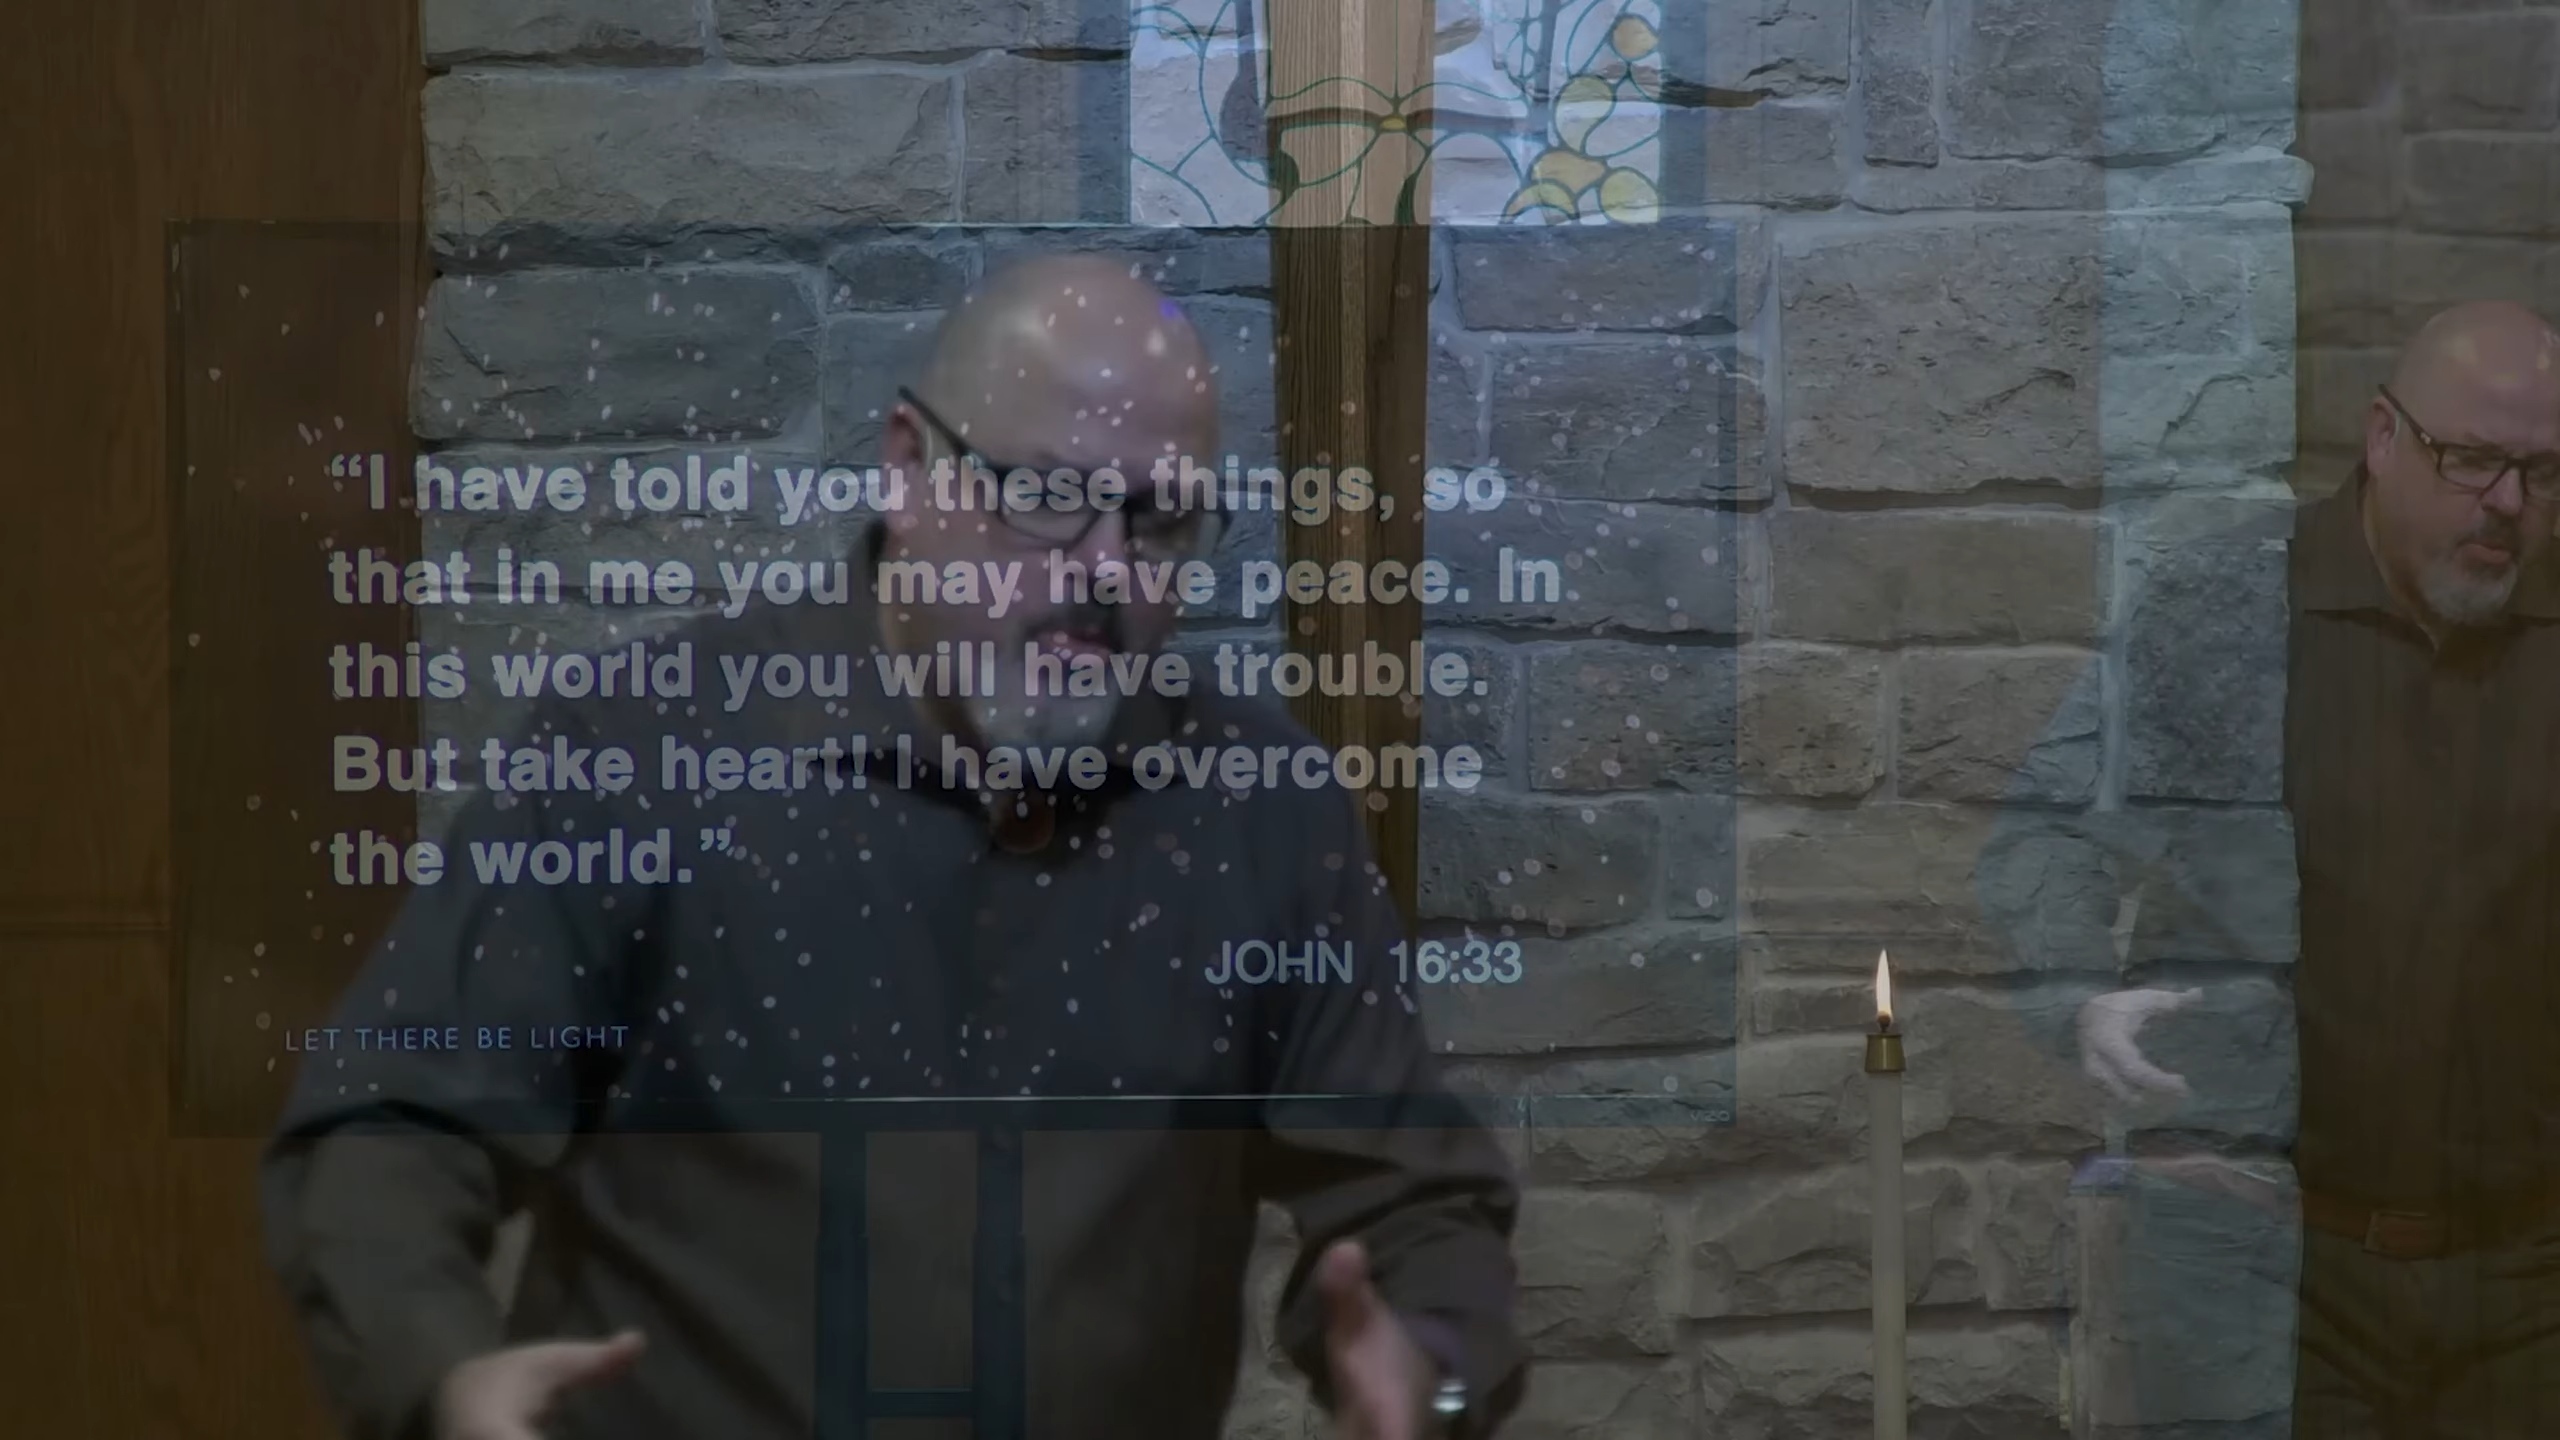 “I have told you these things, so
that in me you may have peace. In
this world you will have trouble.
But take heart! I have overcome
the world.”
JOHN 16:33
LET THERE BE LIGHT
VIZIO